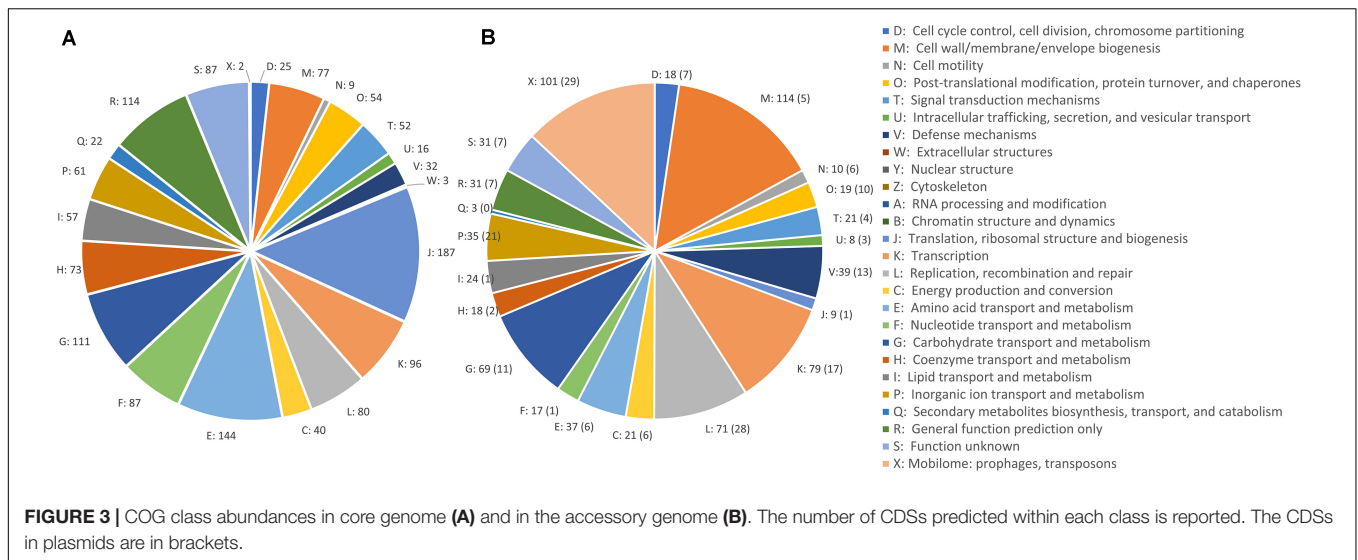 A
X: 2
D: 25
M: 77
N: 9
O: 54
T: 52
U: 16
V: 32
W: 3
J: 187
K: 96
L: 80
C: 40
E: 144
F: 87
G: 111
H: 73
I: 57
P: 61
Q: 22
R: 114
S: 87
B
D: 18 (7)
M: 114 (5)
N: 10 (6)
O: 19 (10)
T: 21 (4)
U: 8 (3)
V:39 (13)
J: 9 (1)
K: 79 (17)
L: 71 (28)
C: 21 (6)
E: 37 (6)
F: 17 (1)
G: 69 (11)
H: 18 (2)
I: 24 (1)
P:35 (21)
Q: 3 (0)
R: 31 (7)
S: 31 (7)
X: 101 (29)
D: Cell cycle control, cell division, chromosome partitioning
M: Cell wall/membrane/envelope biogenesis
N: Cell motility
O: Post-translational modification, protein turnover, and chaperones
T: Signal transduction mechanisms
U: Intracellular trafficking, secretion, and vesicular transport
V: Defense mechanisms
W: Extracellular structures
Y: Nuclear structure
Z: Cytoskeleton
A: RNA processing and modification
B: Chromatin structure and dynamics
J: Translation, ribosomal structure and biogenesis
K: Transcription
L: Replication, recombination and repair
C: Energy production and conversion
E: Amino acid transport and metabolism
F: Nucleotide transport and metabolism
G: Carbohydrate transport and metabolism
H: Coenzyme transport and metabolism
I: Lipid transport and metabolism
P: Inorganic ion transport and metabolism
Q: Secondary metabolites biosynthesis, transport, and catabolism
R: General function prediction only
S: Function unknown
X: Mobilome: prophages, transposons
FIGURE 3 | COG class abundances in core genome (A) and in the accessory genome (B). The number of CDSs predicted within each class is reported. The CDSs
in plasmids are in brackets.